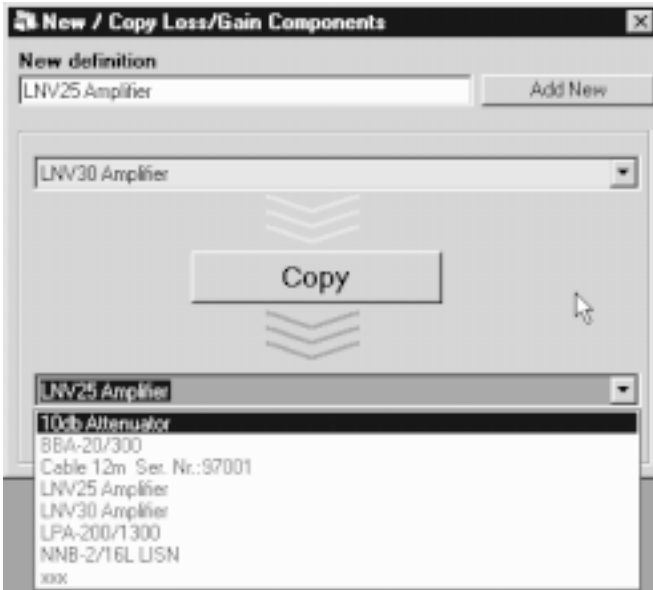 New / Copy Loss/Gain Components
New definition
LNV25 Amplifier
Add New
LNV30 Amplifier
Copy
LNV25 Amplifier
10db Attenuator
BBA-20/300
Cable 12m Ser. Nr.:97001
LNV25 Amplifier
LNV30 Amplifier
LPA-200/1300
NNB-2/16L LISN
xxx